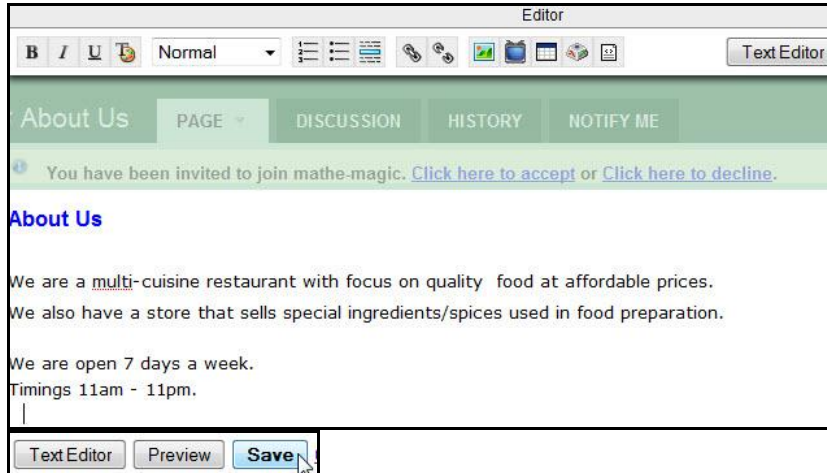 Editor
B I U T Normal Text Editor
About Us PAGE DISCUSSION HISTORY NOTIFY ME
You have been invited to join mathe-magic. Click here to accept or Click here to decline.
About Us
We are a multi-cuisine restaurant with focus on quality food at affordable prices.
We also have a store that sells special ingredients/spices used in food preparation.
We are open 7 days a week.
Timings 11am - 11pm.
Text Editor Preview Save